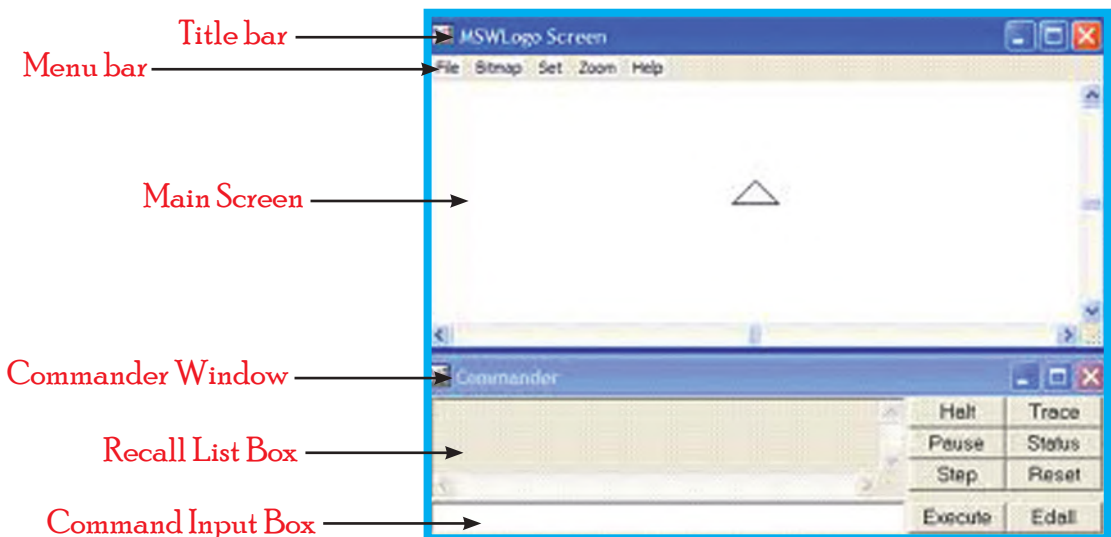 Title bar
MSWLogo Screen
Menu bar
File Bitmap Set Zoom Help
Main Screen
Commander Window
Commander
Recall List Box
Halt Trace
Pause Status
Step Reset
Command Input Box
Execute Edall